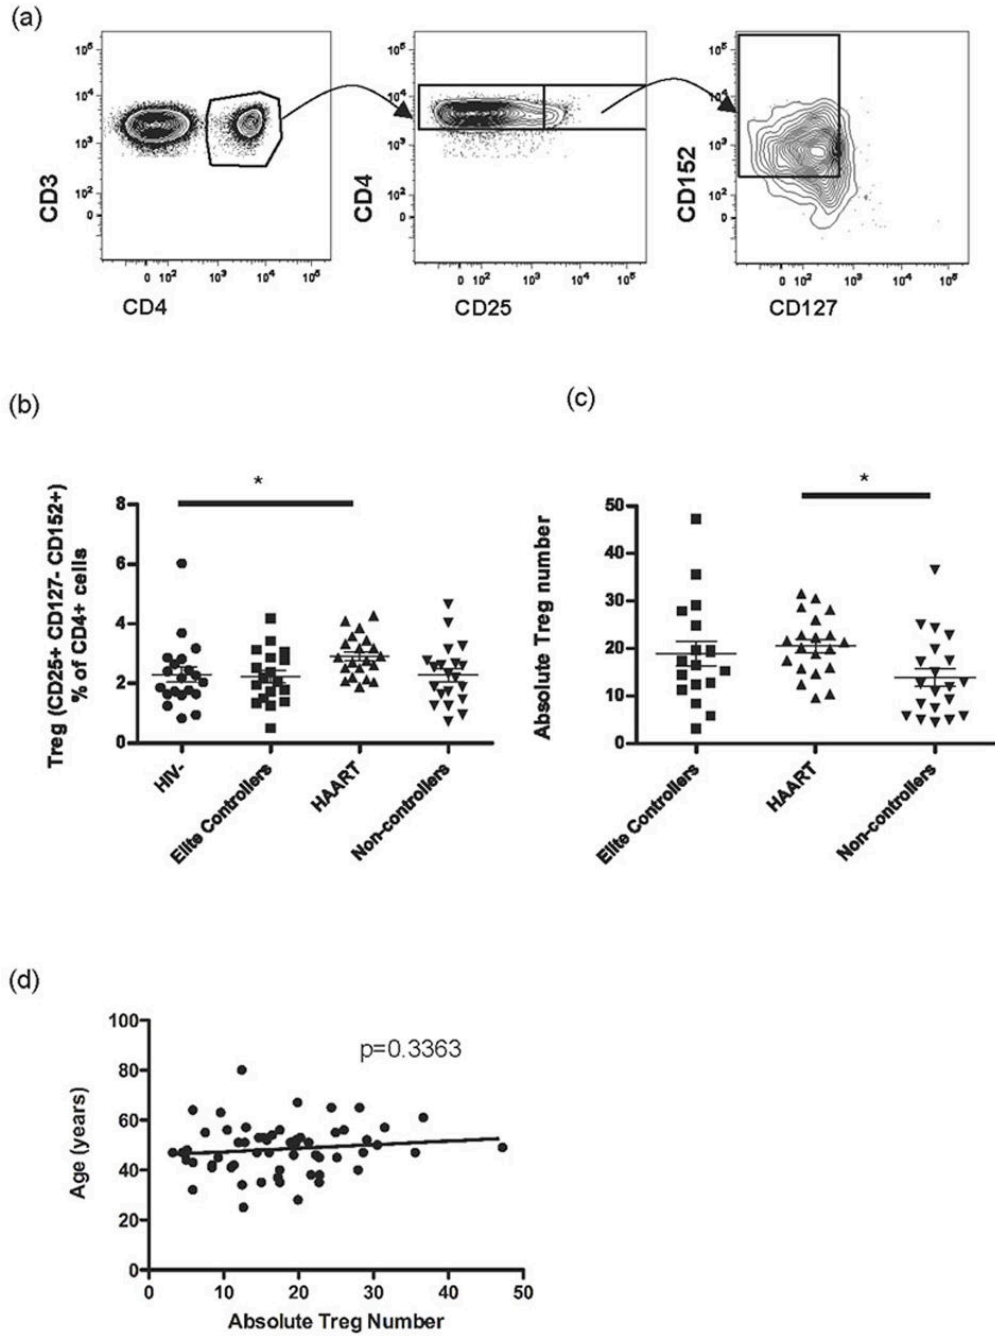 (a)
10⁵
10⁴
10³
10²
0
CD3
0 10² 10³ 10⁴ 10⁵
CD4
10⁵
10⁴
10³
10²
0
CD4
0 10² 10³ 10⁴ 10⁵
CD25
10⁵
10⁴
10³
10²
0
CD152
0 10² 10³ 10⁴ 10⁵
CD127
(b)
Treg (CD25+ CD127- CD152+)
% of CD4+ cells
8
6
4
2
0
*
HIV-
Elite Controllers
HAART
Non-controllers
(c)
Absolute Treg number
50
40
30
20
10
0
*
Elite Controllers
HAART
Non-controllers
(d)
Age (years)
100
80
60
40
20
0
p=0.3363
0 10 20 30 40 50
Absolute Treg Number